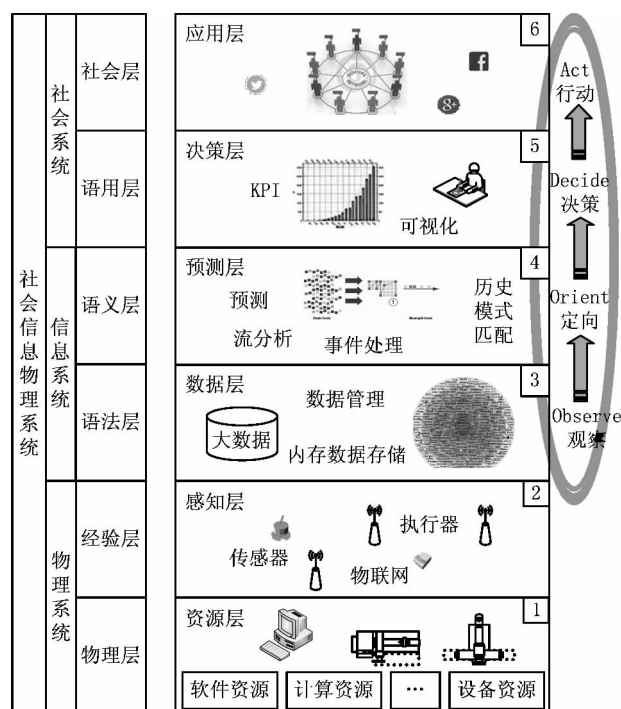 社会信息物理系统
社会系统
信息系统
物理系统
社会层
语用层
语义层
语法层
经验层
物理层
应用层
6
8+
决策层
5
KPI
可视化
预测层
4
预测
流分析
事件处理
历史
模式
匹配
数据层
3
数据管理
大数据
内存数据存储
感知层
2
执行器
传感器
物联网
资源层
1
软件资源
计算资源
…
设备资源
Act
行动
Decide
决策
Orient
定向
Observe
观察